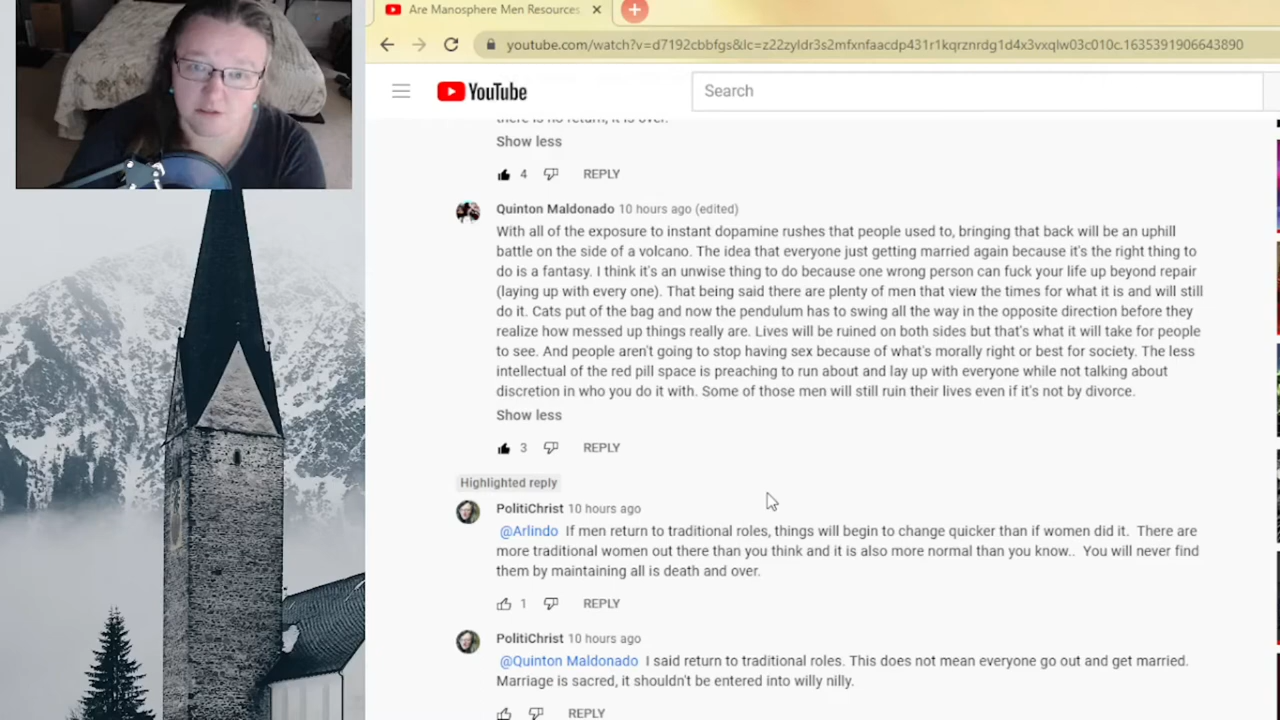 Are Manosphere Men Resources
youtube.com/watch?v=d7192cbbfgs&lc=z22zyldr3s2mfxnfaacdp431r1kqrznrdg1d4x3vxqlw03c010c.1635391906643890
YouTube
Search
there is no return, it is over.
Show less
4 REPLY
Quinton Maldonado 10 hours ago (edited)
With all of the exposure to instant dopamine rushes that people used to, bringing that back will be an uphill
battle on the side of a volcano. The idea that everyone just getting married again because it's the right thing to
do is a fantasy. I think it's an unwise thing to do because one wrong person can fuck your life up beyond repair
(laying up with every one). That being said there are plenty of men that view the times for what it is and will still
do it. Cats put of the bag and now the pendulum has to swing all the way in the opposite direction before they
realize how messed up things really are. Lives will be ruined on both sides but that's what it will take for people
to see. And people aren't going to stop having sex because of what's morally right or best for society. The less
intellectual of the red pill space is preaching to run about and lay up with everyone while not talking about
discretion in who you do it with. Some of those men will still ruin their lives even if it's not by divorce.
Show less
3 REPLY
Highlighted reply
PolitiChrist 10 hours ago
@Arlindo If men return to traditional roles, things will begin to change quicker than if women did it. There are
more traditional women out there than you think and it is also more normal than you know.. You will never find
them by maintaining all is death and over.
1 REPLY
PolitiChrist 10 hours ago
@Quinton Maldonado I said return to traditional roles. This does not mean everyone go out and get married.
Marriage is sacred, it shouldn't be entered into willy nilly.
REPLY